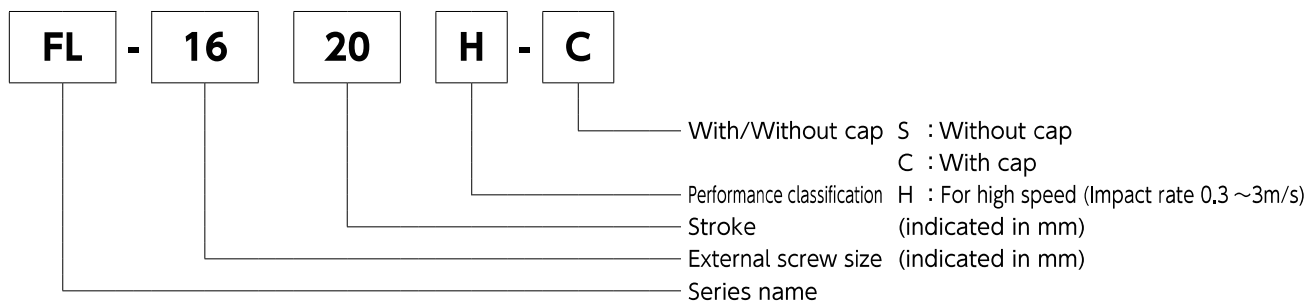 FL - 16 20 H - C
With/Without cap S : Without cap
C : With cap
Performance classification H : For high speed (Impact rate 0.3 ~3m/s)
Stroke (indicated in mm)
External screw size (indicated in mm)
Series name